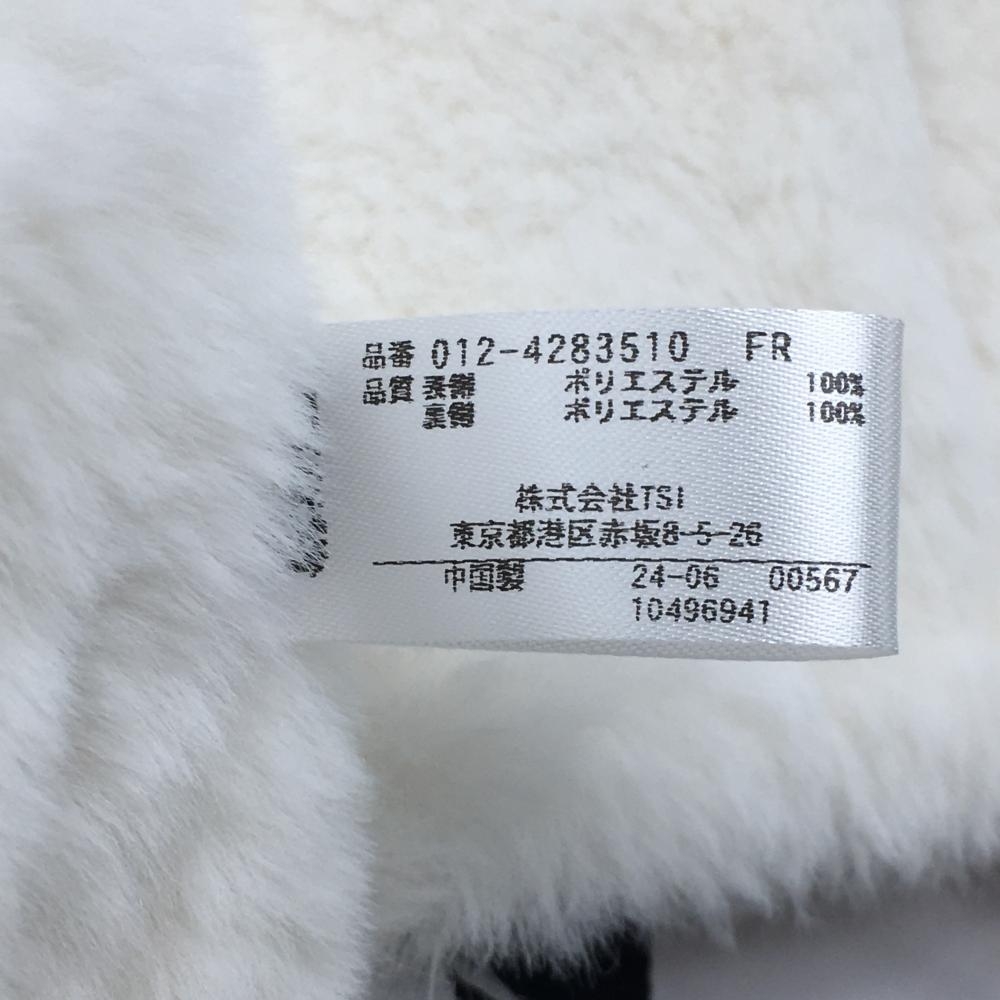 品番 012-4283510 FR
品質 表地 ポリエステル 100%
裏地 ポリエステル 100%
株式会社TSI
東京都港区赤坂8-5-26
中国製 24-06 00567
10496941